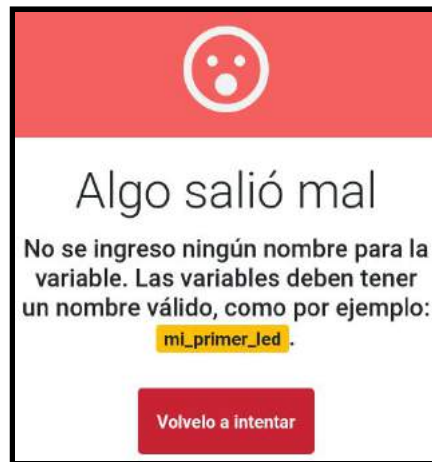 Algo salió mal
No se ingreso ningún nombre para la
variable. Las variables deben tener
un nombre válido, como por ejemplo:
mi_primer_led .
Volvelo a intentar